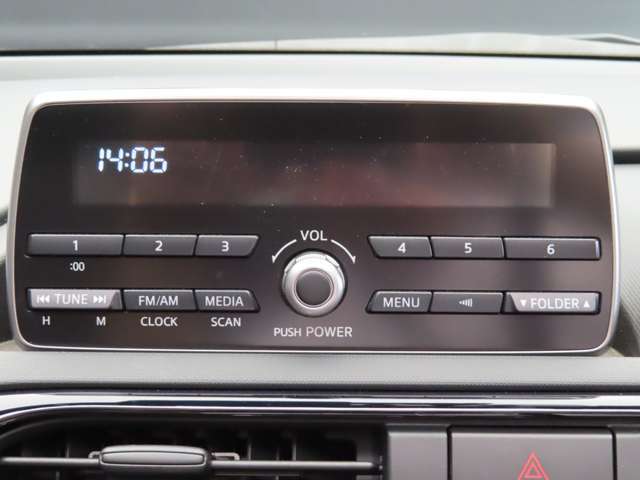 14:06
VOL
1 2 3 4 5 6
:00
TUNE FM/AM MEDIA MENU FOLDER
H M CLOCK SCAN
PUSH POWER